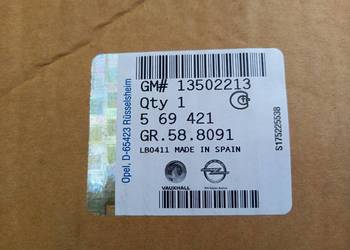 GM# 13502213
Qty 1
5 69 421
GR.58.8091
LB0411 MADE IN SPAIN
VAUXHALL
Opel, D-65423 Rüsselsheim
S175225538